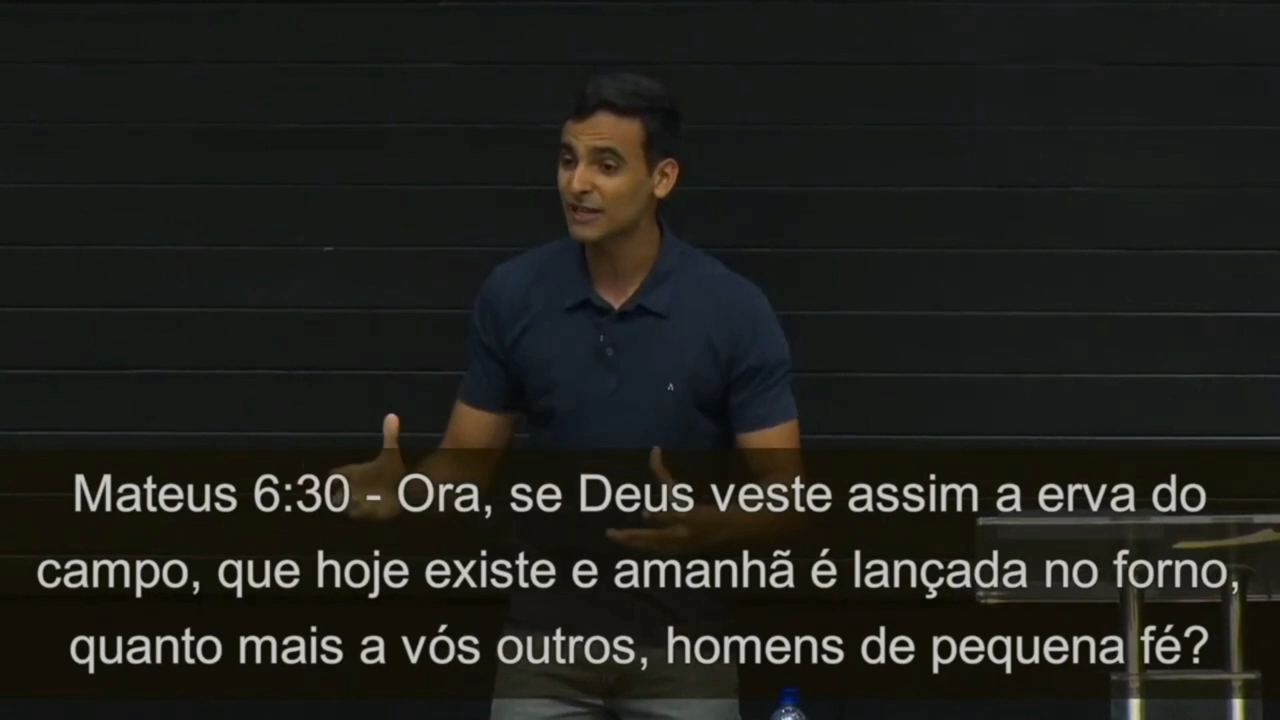 Mateus 6:30 - Ora, se Deus veste assim a erva do
campo, que hoje existe e amanhã é lançada no forno,
quanto mais a vós outros, homens de pequena fé?